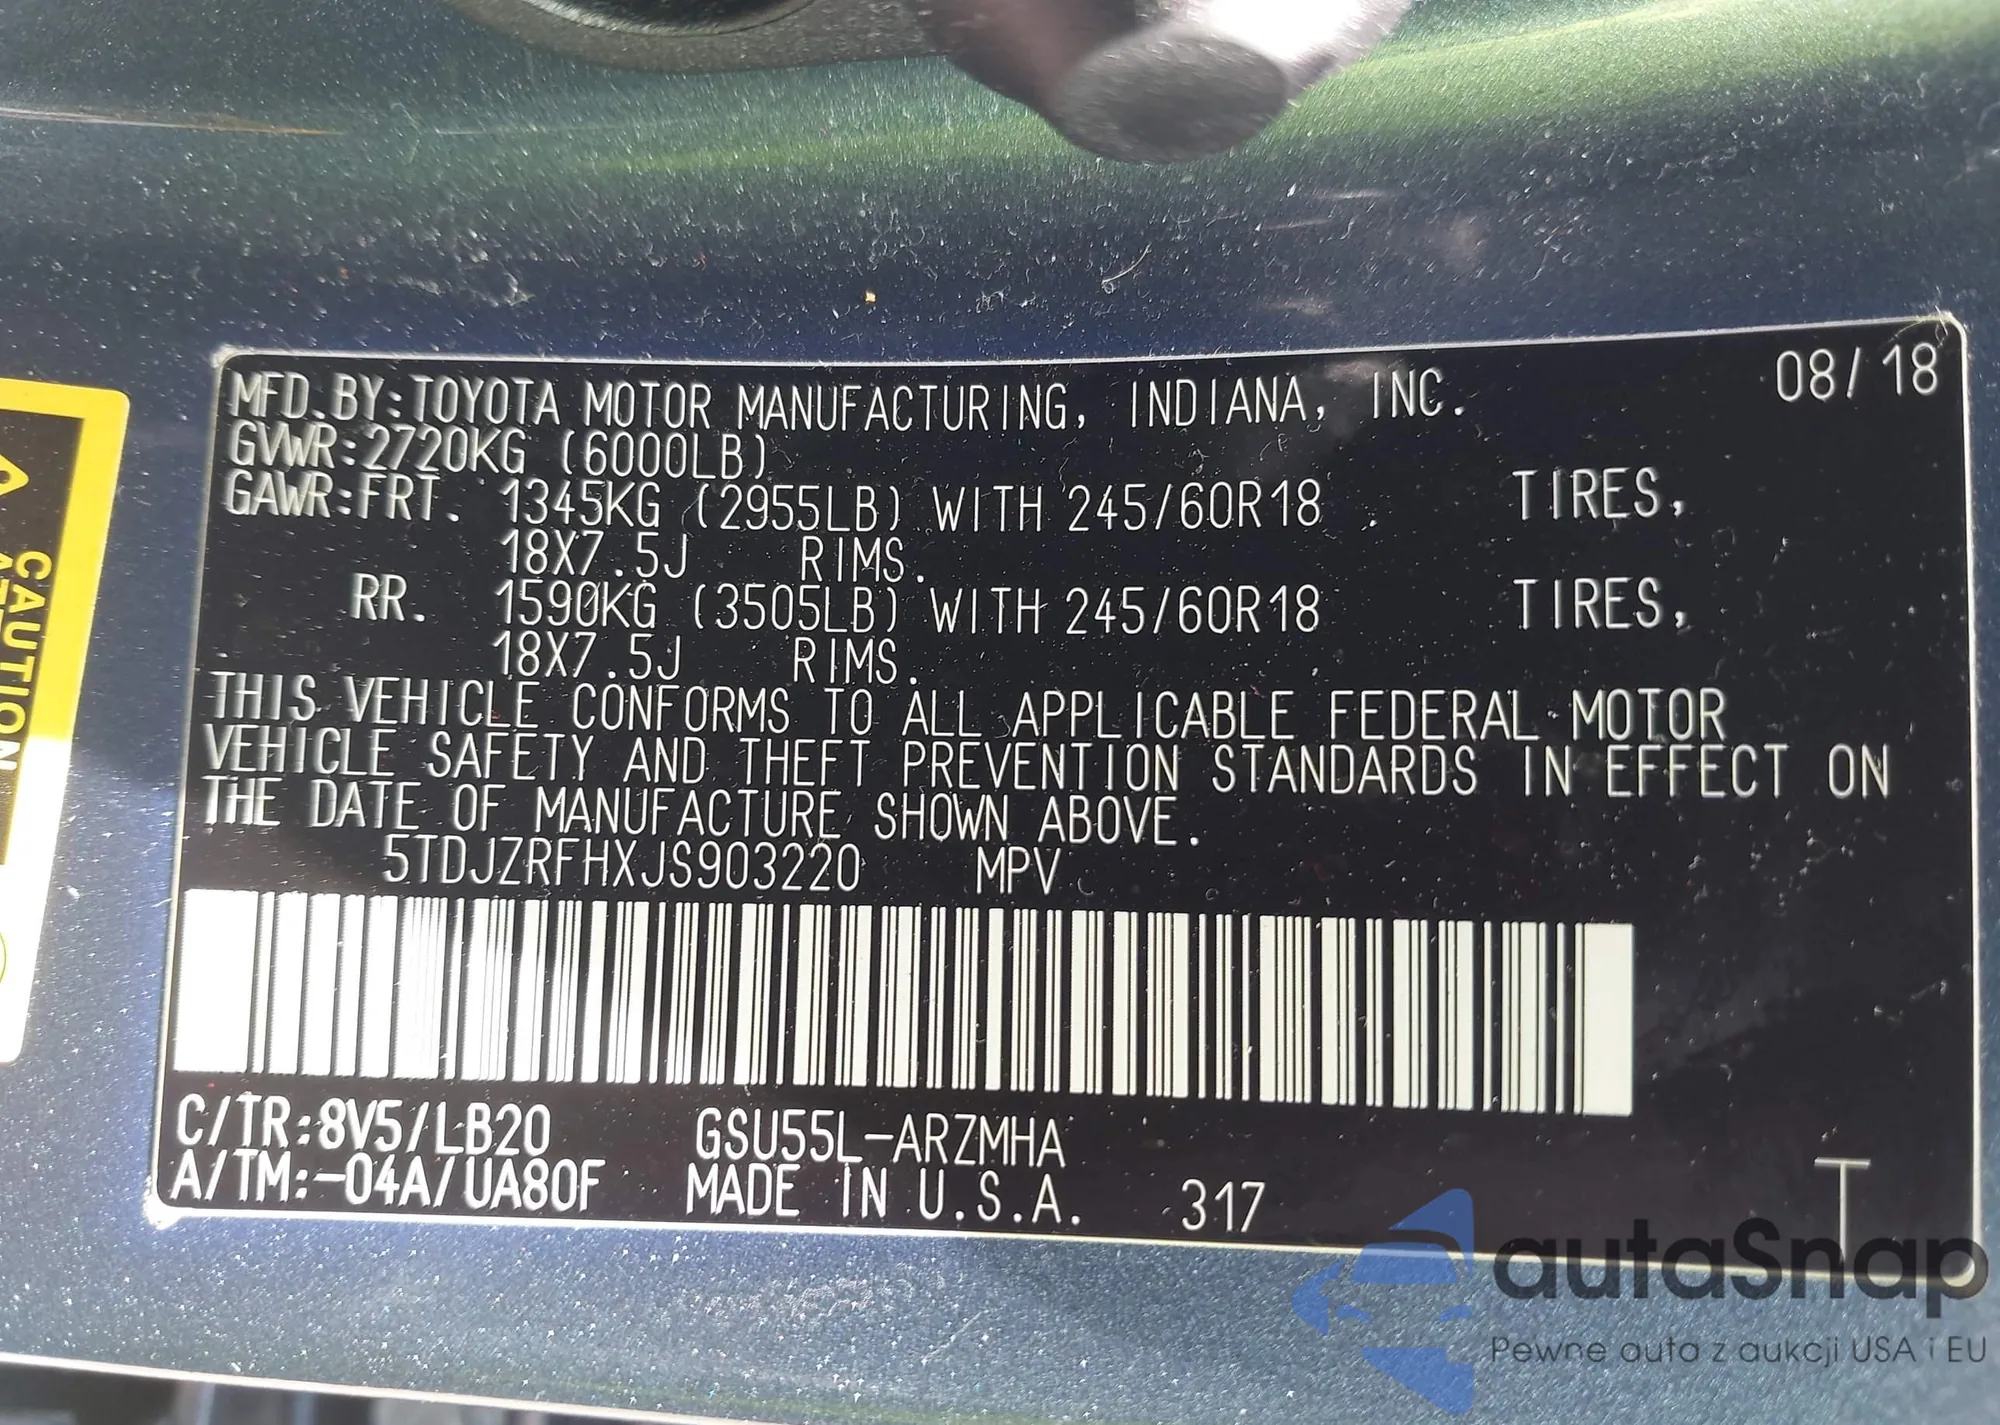 MFD. BY: TOYOTA MOTOR MANUFACTURING, INDIANA, INC. 08/18
GVWR: 2720KG (6000LB)
GAWR: FRT. 1345KG (2955LB) WITH 245/60R18 TIRES,
18X7.5J RIMS.
RR. 1590KG (3505LB) WITH 245/60R18 TIRES,
18X7.5J RIMS.
THIS VEHICLE CONFORMS TO ALL APPLICABLE FEDERAL MOTOR
VEHICLE SAFETY AND THEFT PREVENTION STANDARDS IN EFFECT ON
THE DATE OF MANUFACTURE SHOWN ABOVE.
5TDJZRFHXJS903220 MPV
C/TR: 8V5/LB20 GSU55L-ARZMHA
A/TM: -04A/UA80F MADE IN U.S.A. 317 T
CAUTION
autaSnap
Pewne auta z aukcji USA i EU